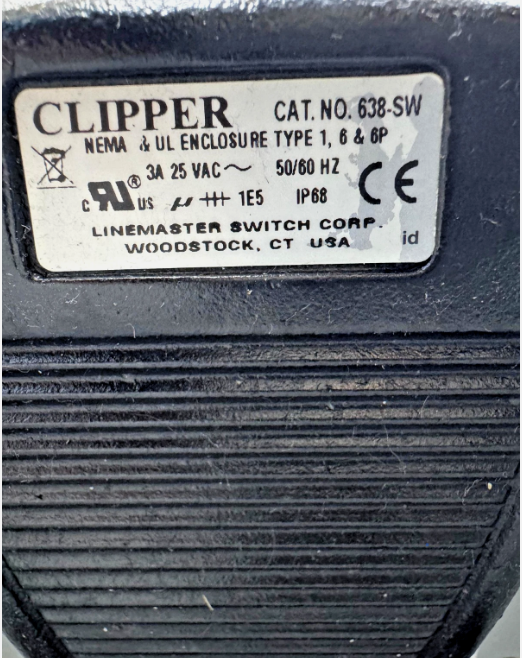 CLIPPER CAT. NO. 638-SW
NEMA & UL ENCLOSURE TYPE 1, 6 & 6P
3A 25 VAC ~ 50/60 HZ
c RU ® US µ 1E5 IP68 CE
LINEMASTER SWITCH CORP.
WOODSTOCK, CT USA id